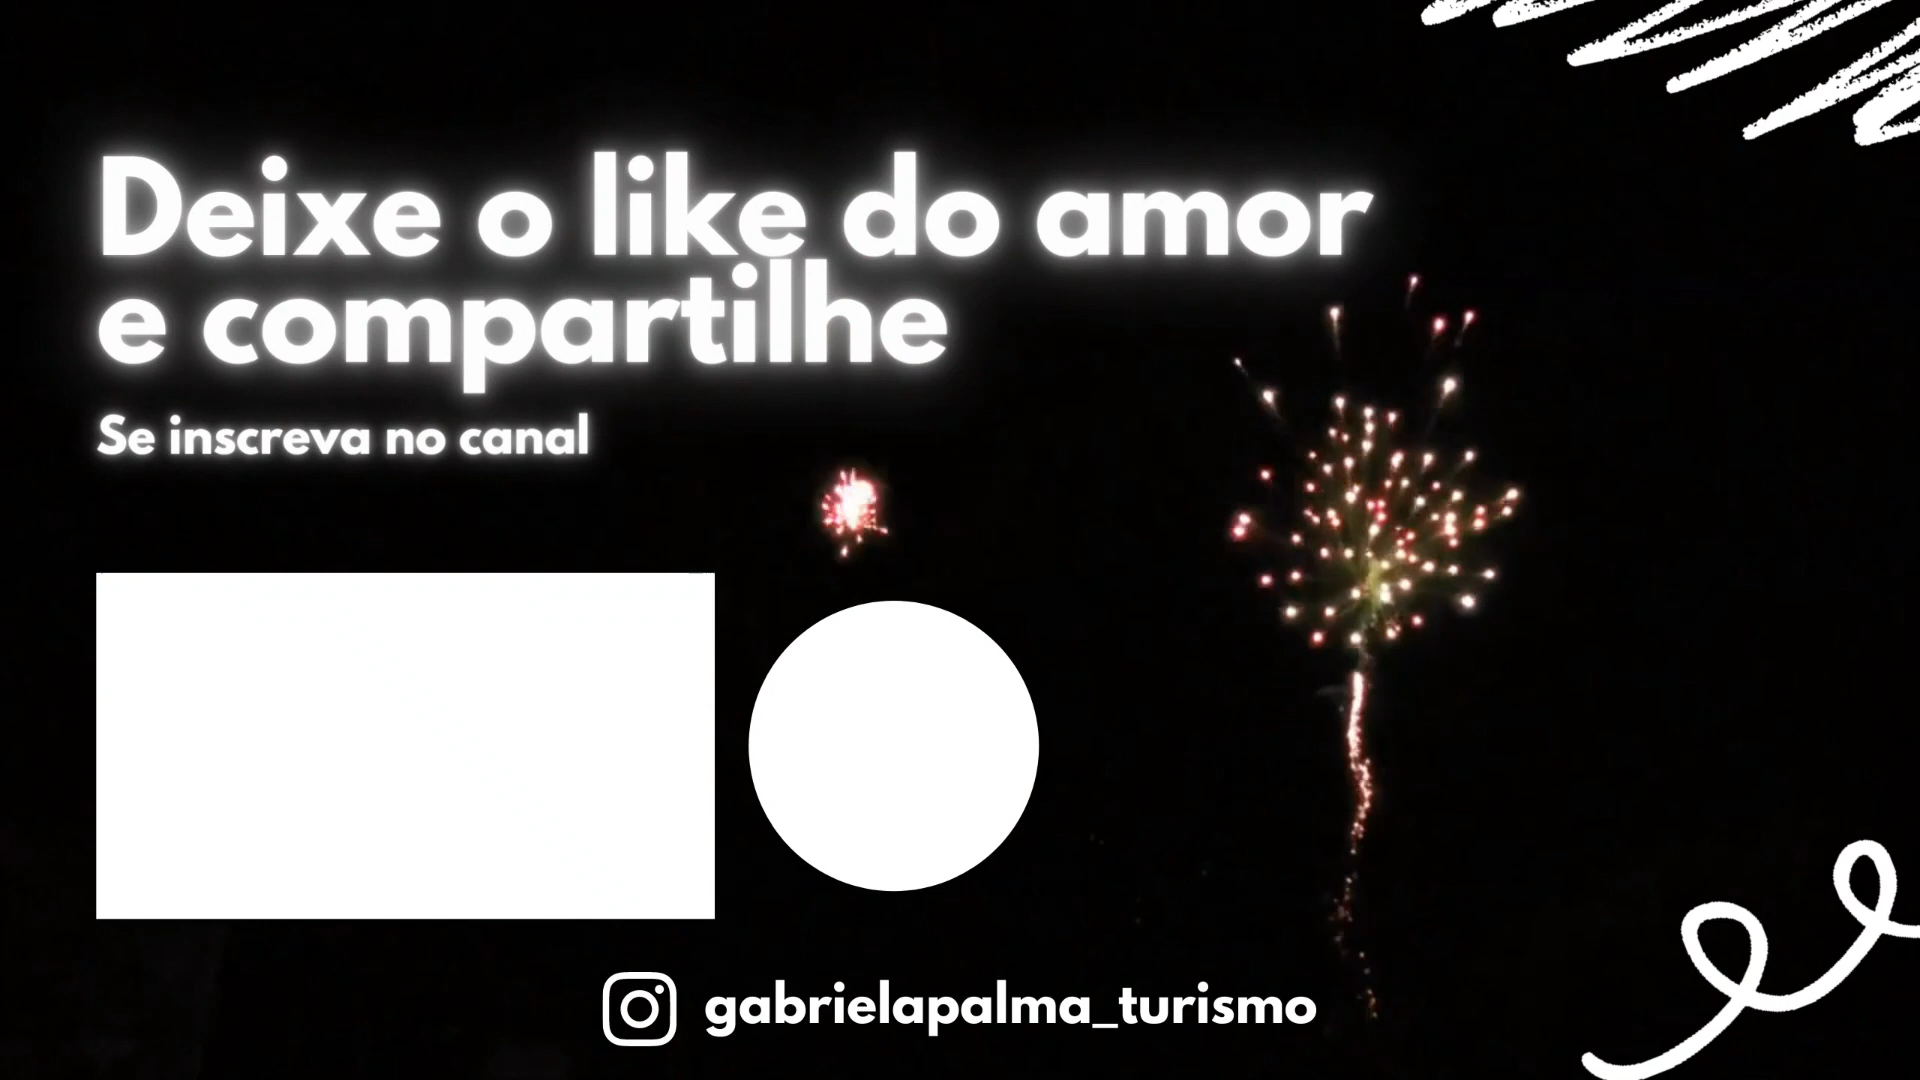 Deixe o like do amor
e compartilhe
Se inscreva no canal
gabrielapalma_turismo